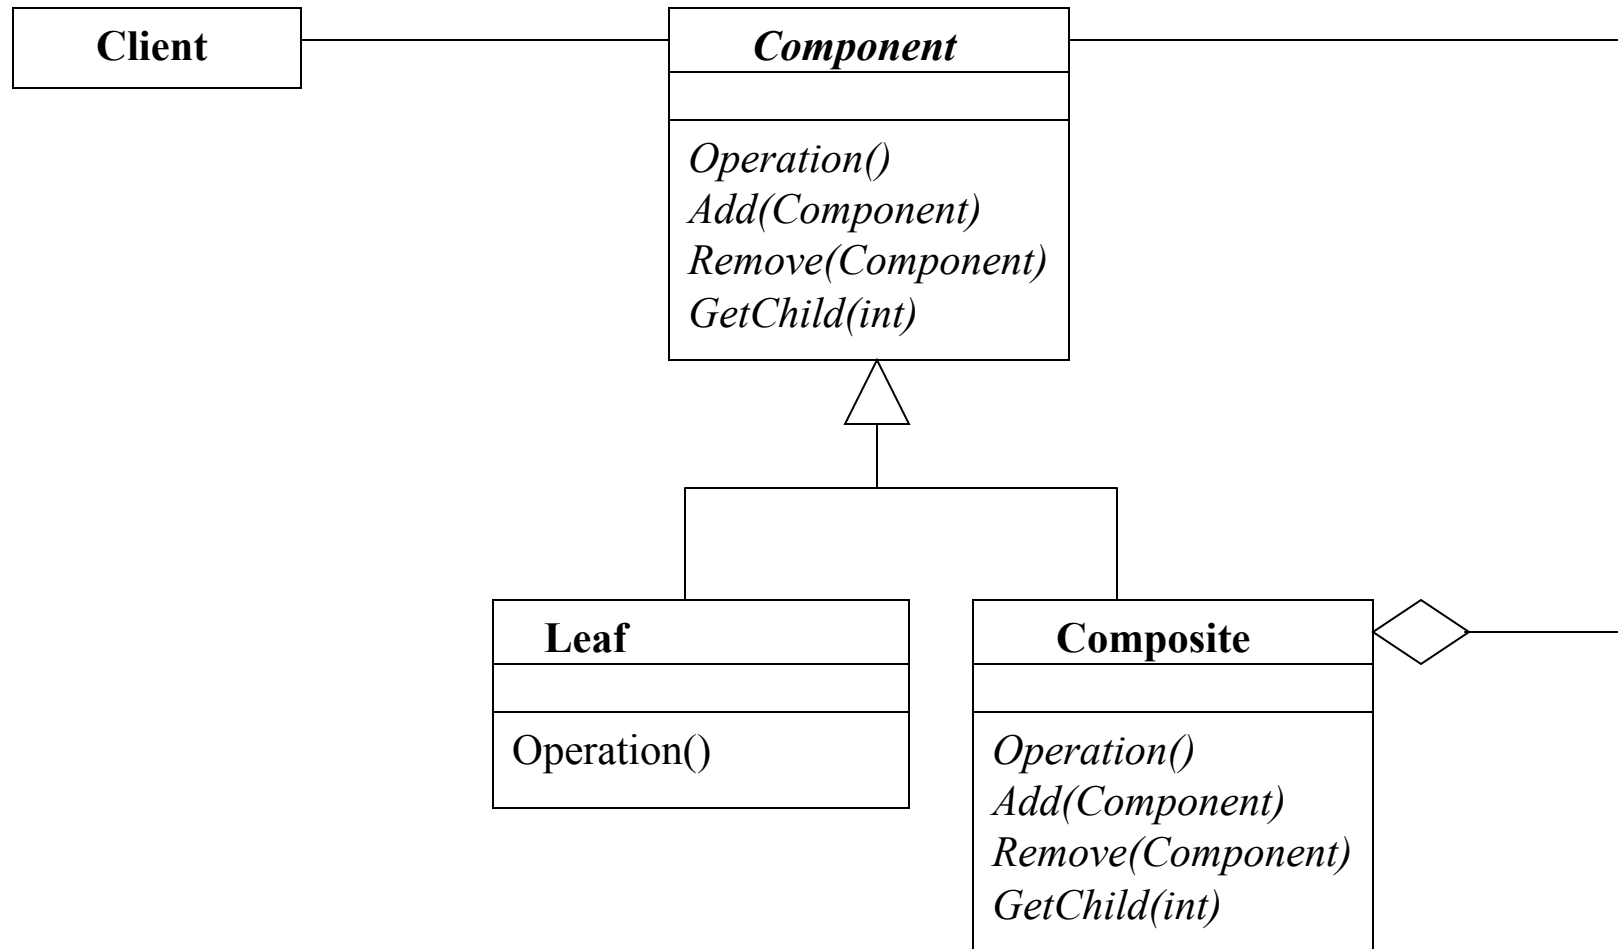 Client
Component
Operation()
Add(Component)
Remove(Component)
GetChild(int)
Leaf
Operation()
Composite
Operation()
Add(Component)
Remove(Component)
GetChild(int)